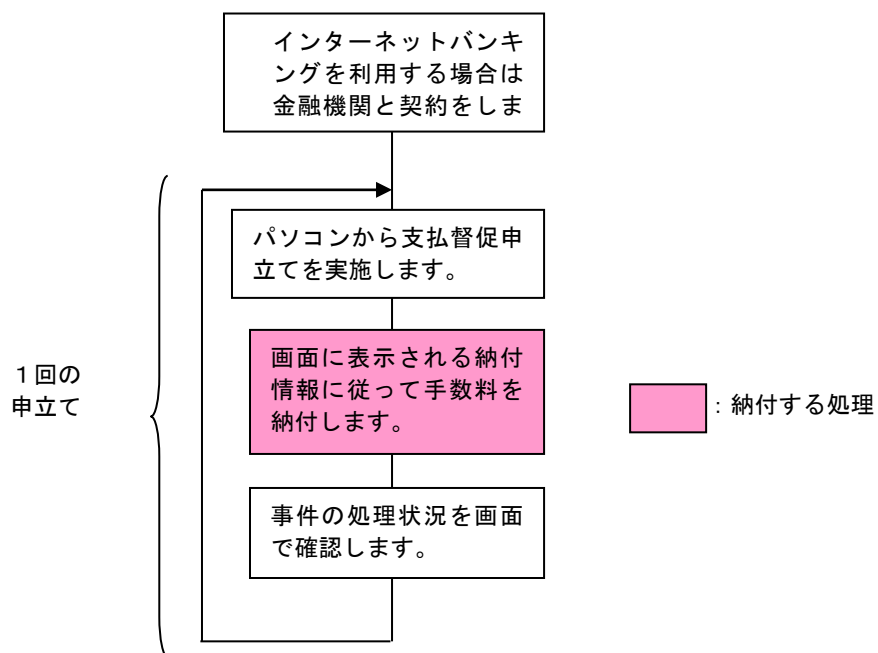 インターネットバンキ
ングを利用する場合は
金融機関と契約をしま
パソコンから支払督促申
立てを実施します。
画面に表示される納付
情報に従って手数料を
納付します。
１回の
申立て
：納付する処理
事件の処理状況を画面
で確認します。